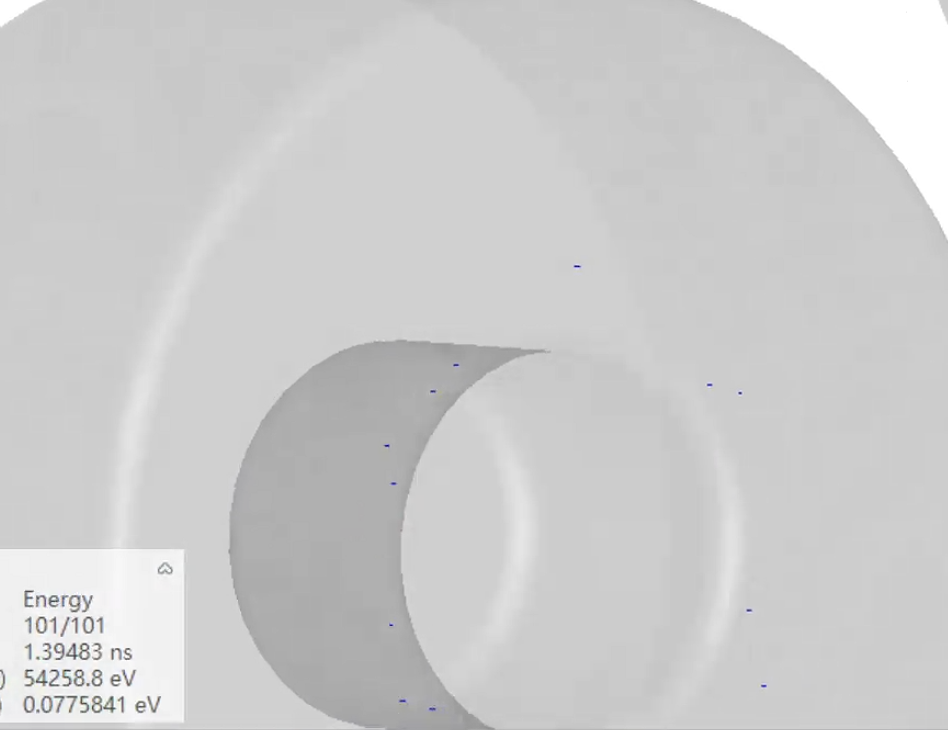 Energy
101/101
1.39483 ns
) 54258.8 eV
) 0.0775841 eV